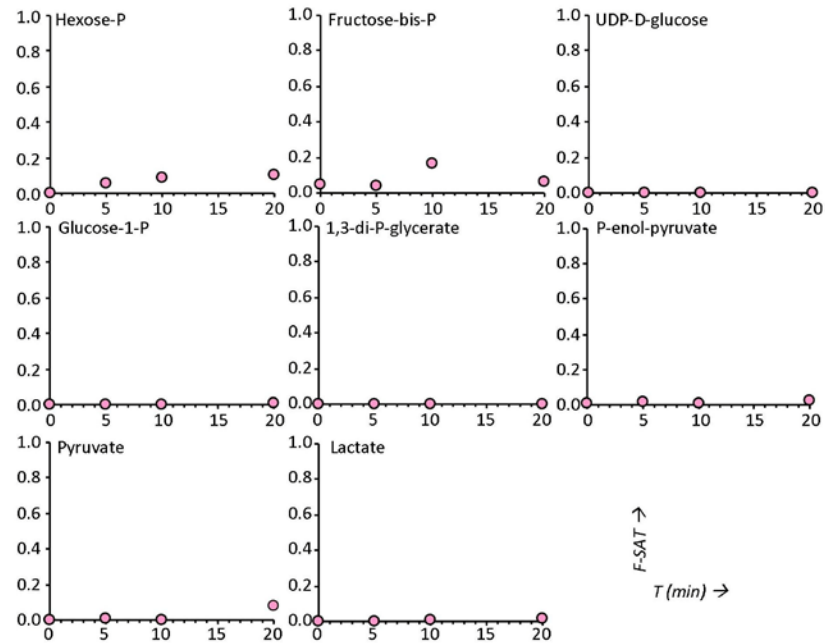 Hexose-P
1.0
0.8
0.6
0.4
0.2
0.0
0 5 10 15 20
Fructose-bis-P
1.0
0.8
0.6
0.4
0.2
0.0
0 5 10 15 20
UDP-D-glucose
1.0
0.8
0.6
0.4
0.2
0.0
0 5 10 15 20
Glucose-1-P
1.0
0.8
0.6
0.4
0.2
0.0
0 5 10 15 20
1,3-di-P-glycerate
1.0
0.8
0.6
0.4
0.2
0.0
0 5 10 15 20
P-enol-pyruvate
1.0
0.8
0.6
0.4
0.2
0.0
0 5 10 15 20
Pyruvate
1.0
0.8
0.6
0.4
0.2
0.0
0 5 10 15 20
Lactate
1.0
0.8
0.6
0.4
0.2
0.0
0 5 10 15 20
F-SAT →
T (min) →